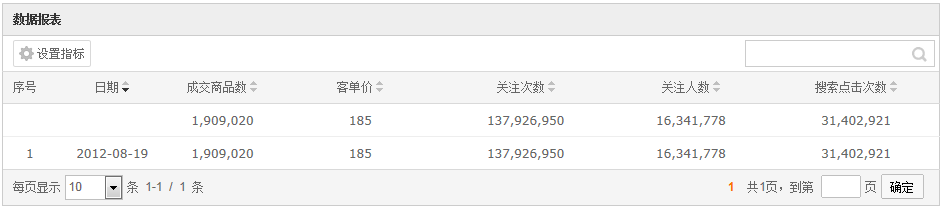 数据报表
设置指标
序号 日期 成交商品数 客单价 关注次数 关注人数 搜索点击次数
1,909,020 185 137,926,950 16,341,778 31,402,921
1 2012-08-19 1,909,020 185 137,926,950 16,341,778 31,402,921
每页显示 10 条 1-1 / 1 条 1 共1页，到第 页 确定